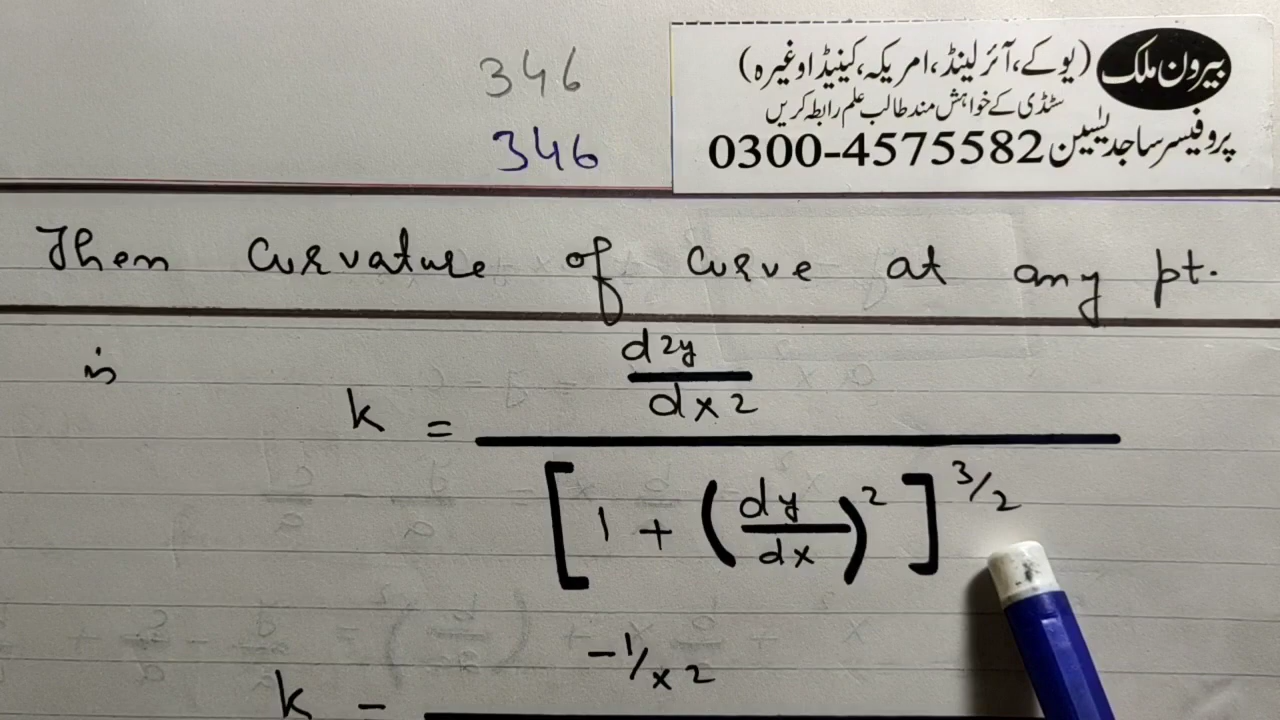 346
346
بیرون ملک (یوکے، آئرلینڈ، امریکہ، کینیڈا وغیرہ)
سٹڈی کے خواہش مند طالب علم رابطہ کریں
پروفیسر ساجد یٰسین 0300-4575582
Then curvature of curve at any pt.
is
k = d2y/dx2 / [1 + (dy/dx)²]^3/2
-1/x2
k =